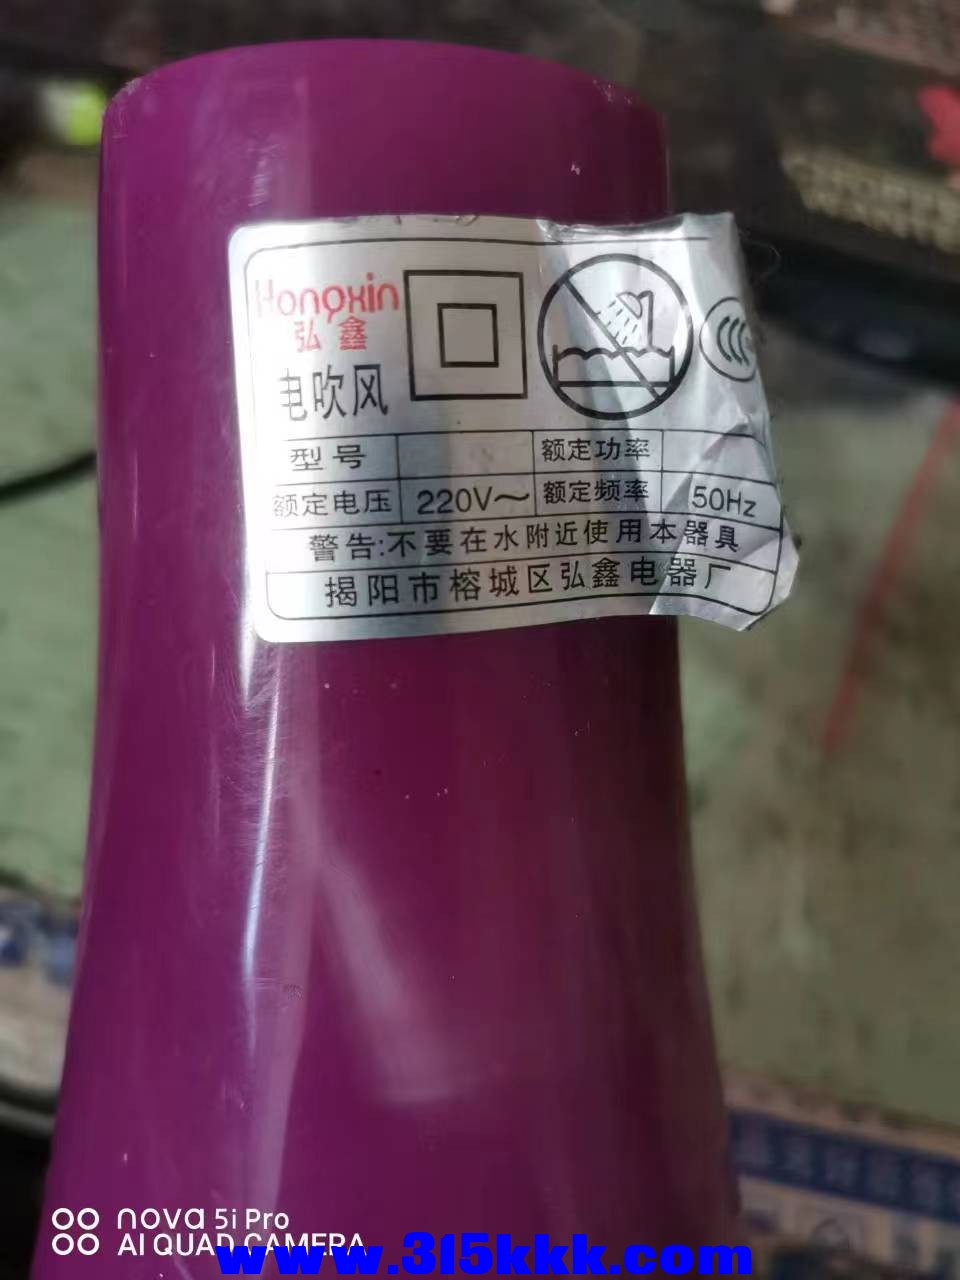 Hongxin
弘鑫
电吹风
型号 额定功率
额定电压 220V～ 额定频率 50Hz
警告:不要在水附近使用本器具
揭阳市榕城区弘鑫电器厂
nova 5i Pro
AI QUAD CAMERA
www.315kkk.com